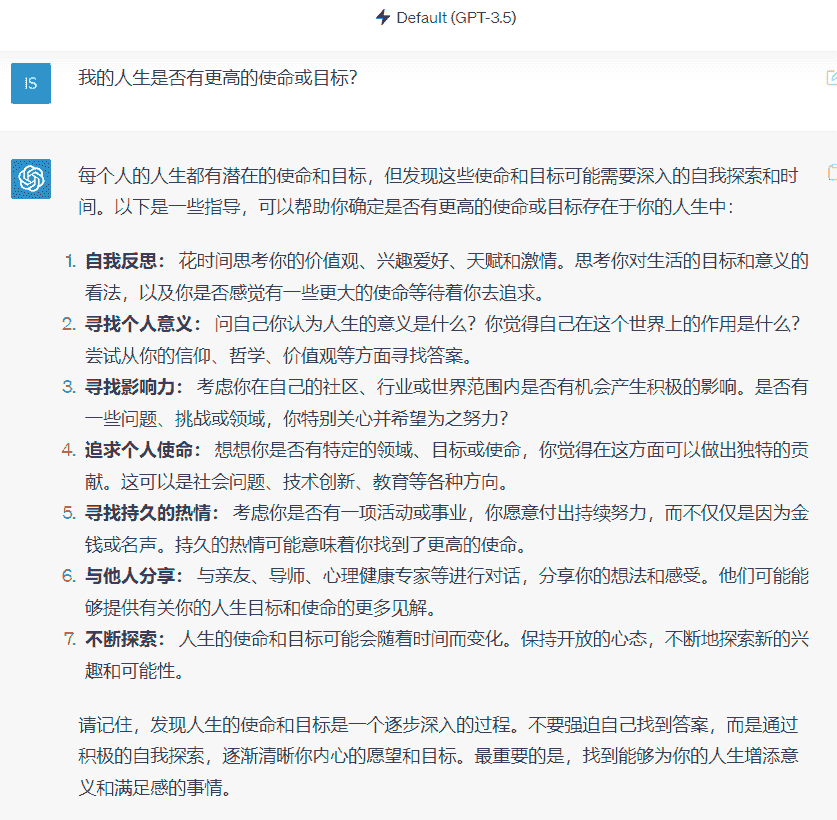 Default (GPT-3.5)
IS
我的人生是否有更高的使命或目标?
每个人的人生都有潜在的使命和目标，但发现这些使命和目标可能需要深入的自我探索和时
间。以下是一些指导，可以帮助你确定是否有更高的使命或目标存在于你的人生中：
1. 自我反思： 花时间思考你的价值观、兴趣爱好、天赋和激情。思考你对生活的目标和意义的
看法，以及你是否感觉有一些更大的使命等待着你去追求。
2. 寻找个人意义： 问自己你认为人生的意义是什么？你觉得自己在这个世界上的作用是什么？
尝试从你的信仰、哲学、价值观等方面寻找答案。
3. 寻找影响力： 考虑你在自己的社区、行业或世界范围内是否有机会产生积极的影响。是否有
一些问题、挑战或领域，你特别关心并希望为之努力？
4. 追求个人使命： 想想你是否有特定的领域、目标或使命，你觉得在这方面可以做出独特的贡
献。这可以是社会问题、技术创新、教育等各种方向。
5. 寻找持久的热情： 考虑你是否有一项活动或事业，你愿意付出持续努力，而不仅仅是因为金
钱或名声。持久的热情可能意味着你找到了更高的使命。
6. 与他人分享： 与亲友、导师、心理健康专家等进行对话，分享你的想法和感受。他们可能能
够提供有关你的人生目标和使命的更多见解。
7. 不断探索： 人生的使命和目标可能会随着时间而变化。保持开放的心态，不断地探索新的兴
趣和可能性。
请记住，发现人生的使命和目标是一个逐步深入的过程。不要强迫自己找到答案，而是通过
积极的自我探索，逐渐清晰你内心的愿望和目标。最重要的是，找到能够为你的人生增添意
义和满足感的事情。